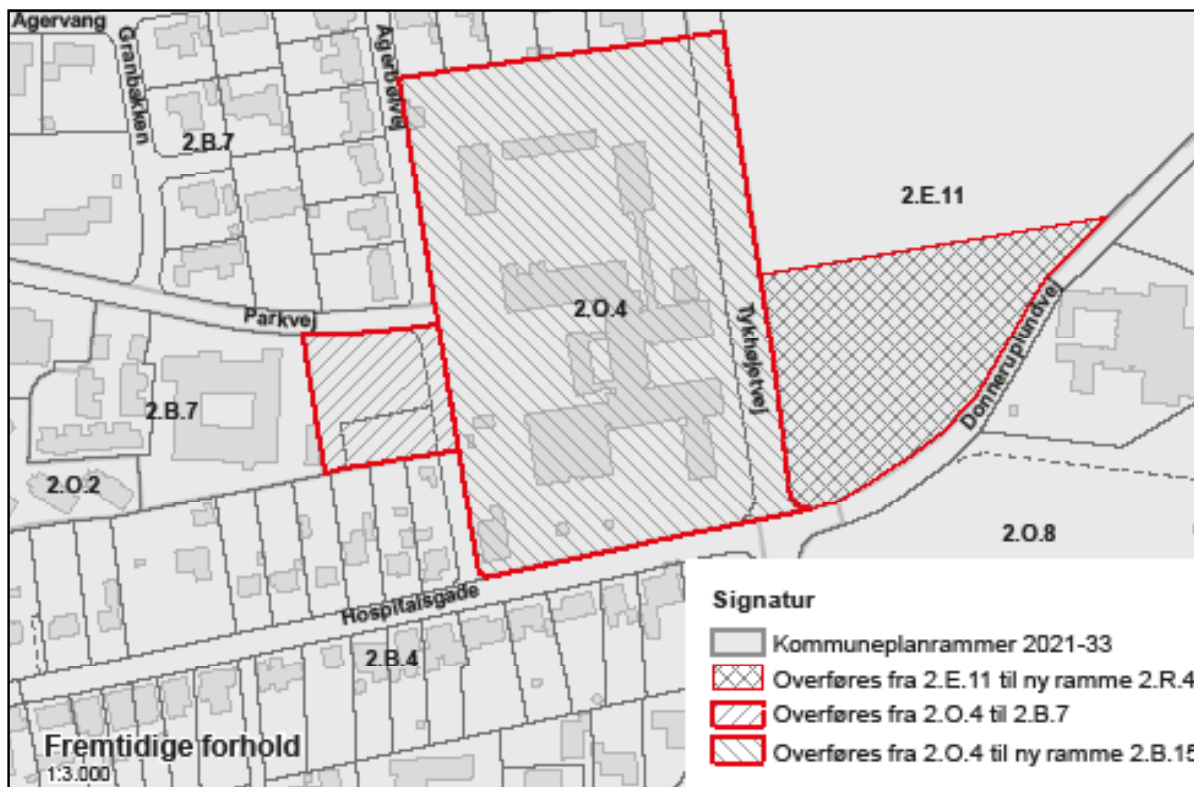 Agervang
Granbakken
Agerbølvej
2.B.7
2.E.11
2.O.4
Parkvej
Tykhøjetvej
Donneruplundvej
2.B.7
2.O.2
2.O.8
Hospitalsgade
2.B.4
Fremtidige forhold
1:3.000
Signatur
Kommuneplanrammer 2021-33
Overføres fra 2.E.11 til ny ramme 2.R.4
Overføres fra 2.O.4 til 2.B.7
Overføres fra 2.O.4 til ny ramme 2.B.15